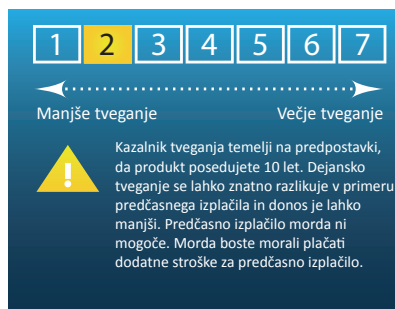 1 2 3 4 5 6 7
Manjše tveganje Večje tveganje
!
Kazalnik tveganja temelji na predpostavki,
da produkt posedujete 10 let. Dejansko
tveganje se lahko znatno razlikuje v primeru
predčasnega izplačila in donos je lahko
manjši. Predčasno izplačilo morda ni
mogoče. Morda boste morali plačati
dodatne stroške za predčasno izplačilo.